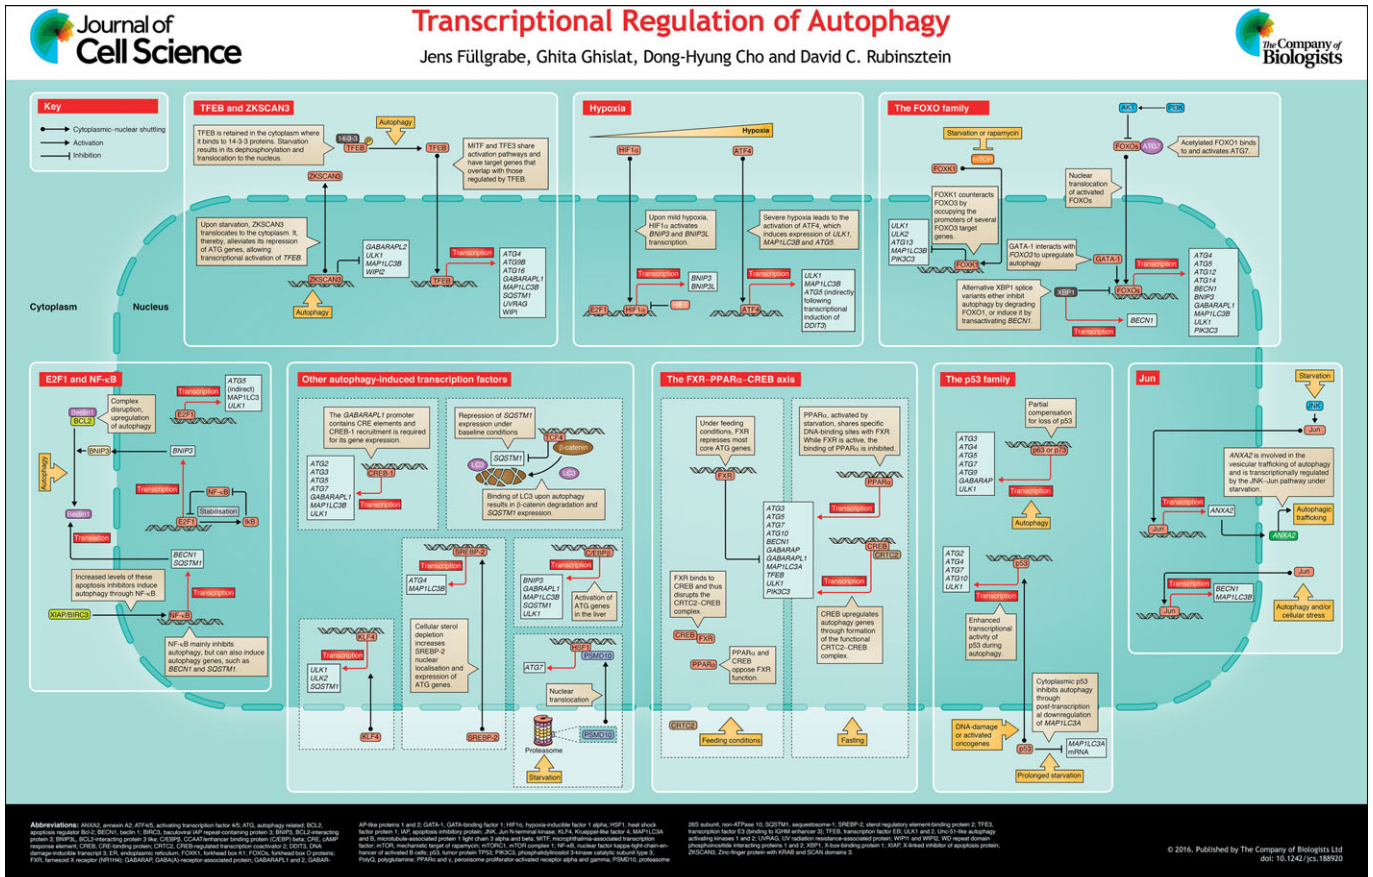 Journal of
Cell Science
Transcriptional Regulation of Autophagy
Jens Füllgrabe, Ghita Ghislat, Dong-Hyung Cho and David C. Rubinsztein
The Company of
Biologists
Key
Cytoplasmic–nuclear shuttling
Activation
Inhibition
TFEB and ZKSCAN3
TFEB is retained in the cytoplasm where
it binds to 14-3-3 proteins. Starvation
results in its dephosphorylation and
translocation to the nucleus.
14-3-3
P
TFEB
Autophagy
TFEB
MITF and TFE3 share
activation pathways and
have target genes that
overlap with those
regulated by TFEB.
ZKSCAN3
Upon starvation, ZKSCAN3
translocates to the cytoplasm. It,
thereby, alleviates its repression
of ATG genes, allowing
transcriptional activation of TFEB.
GABARAPL2
ULK1
MAP1LC3B
WIPI2
ZKSCAN3
Autophagy
TFEB
Transcription
ATG4
ATG9B
ATG16
GABARAPL1
MAP1LC3B
SQSTM1
UVRAG
WIPI
Hypoxia
Hypoxia
HIF1α
ATF4
Upon mild hypoxia,
HIF1α activates
BNIP3 and BNIP3L
transcription.
Severe hypoxia leads to the
activation of ATF4, which
induces expression of ULK1,
MAP1LC3B and ATG5.
Transcription
BNIP3
BNIP3L
E2F1
HIF1α
Transcription
ATF4
ULK1
MAP1LC3B
ATG5 (indirectly
following
transcriptional
induction of
DDIT3)
The FOXO family
AKT
PI3K
Starvation or rapamycin
mTOR
FOXK1
FOXOs
ATG7
Acetylated FOXO1 binds
to and activates ATG7.
Nuclear
translocation
of activated
FOXOs
FOXK1 counteracts
FOXO3 by
occupying the
promoters of several
FOXO3 target
genes.
ULK1
ULK2
ATG13
MAP1LC3B
PIK3C3
FOXK1
GATA-1 interacts with
FOXO3 to upregulate
autophagy
GATA-1
Alternative XBP1 splice
variants either inhibit
autophagy by degrading
FOXO1, or induce it by
transactivating BECN1.
XBP1
FOXOs
Transcription
BECN1
Transcription
ATG4
ATG5
ATG12
ATG14
BECN1
BNIP3
GABARAPL1
MAP1LC3B
ULK1
PIK3C3
Cytoplasm
Nucleus
E2F1 and NF-κB
Beclin1
BCL2
Complex
disruption,
upregulation
of autophagy
Transcription
E2F1
ATG5
(indirect)
MAP1LC3
ULK1
Autophagy
BNIP3
BNIP3
Transcription
NF-κB
Stabilisation
E2F1
IkB
Beclin1
Translation
BECN1
SQSTM1
Increased levels of these
apoptosis inhibitors induce
autophagy through NF-κB.
Transcription
XIAP/BIRC3
NF-κB
NF-κB mainly inhibits
autophagy, but can also induce
autophagy genes, such as
BECN1 and SQSTM1.
Other autophagy-induced transcription factors
The GABARAPL1 promoter
contains CRE elements and
CREB-1 recruitment is required
for its gene expression.
ATG2
ATG3
ATG5
ATG7
GABARAPL1
MAP1LC3B
ULK1
CREB-1
Transcription
Repression of SQSTM1
expression under
baseline conditions
TCF4
β-catenin
SQSTM1
LC3
LC3
Binding of LC3 upon autophagy
results in β-catenin degradation and
SQSTM1 expression.
SREBP-2
Transcription
ATG4
MAP1LC3B
Cellular sterol
depletion
increases
SREBP-2
nuclear
localisation and
expression of
ATG genes.
SREBP-2
C/EBPβ
Transcription
BNIP3
GABRAPL1
MAP1LC3B
SQSTM1
ULK1
Activation of
ATG genes
in the liver
KLF4
Transcription
ULK1
ULK2
SQSTM1
KLF4
HSF1
PSMD10
Transcription
ATG7
Nuclear
translocation
Proteasome
PSMD10
Starvation
The FXR–PPARα–CREB axis
Under feeding
conditions, FXR
represses most
core ATG genes.
FXR
PPARα, activated by
starvation, shares specific
DNA-binding sites with FXR.
While FXR is active, the
binding of PPARα is inhibited.
PPARα
Transcription
ATG3
ATG5
ATG7
ATG10
BECN1
GABARAP
GABARAPL1
MAP1LC3A
TFEB
ULK1
PIK3C3
CREB
CRTC2
Transcription
FXR binds to
CREB and thus
disrupts the
CRTC2–CREB
complex.
CREB
FXR
CREB upregulates
autophagy genes
through formation
of the functional
CRTC2–CREB
complex.
PPARα
PPARα and
CREB
oppose FXR
function.
CRTC2
Feeding conditions
Fasting
The p53 family
Partial
compensation
for loss of p53
ATG3
ATG4
ATG5
ATG7
ATG9
GABARAP
ULK1
p63 or p73
Transcription
Autophagy
ATG2
ATG4
ATG7
ATG10
ULK1
p53
Transcription
Enhanced
transcriptional
activity of
p53 during
autophagy.
Cytoplasmic p53
inhibits autophagy
through
post-transcription
al downregulation
of MAP1LC3A
DNA-damage
or activated
oncogenes
p53
MAP1LC3A
mRNA
Prolonged starvation
Jun
Starvation
JNK
Jun
ANXA2 is involved in the
vesicular trafficking of autophagy
and is transcriptionally regulated
by the JNK–Jun pathway under
starvation.
Transcription
ANXA2
Jun
Autophagic
trafficking
ANXA2
Jun
Transcription
BECN1
MAP1LC3B
Jun
Autophagy and/or
cellular stress
© 2016. Published by The Company of Biologists Ltd
doi: 10.1242/jcs.188920